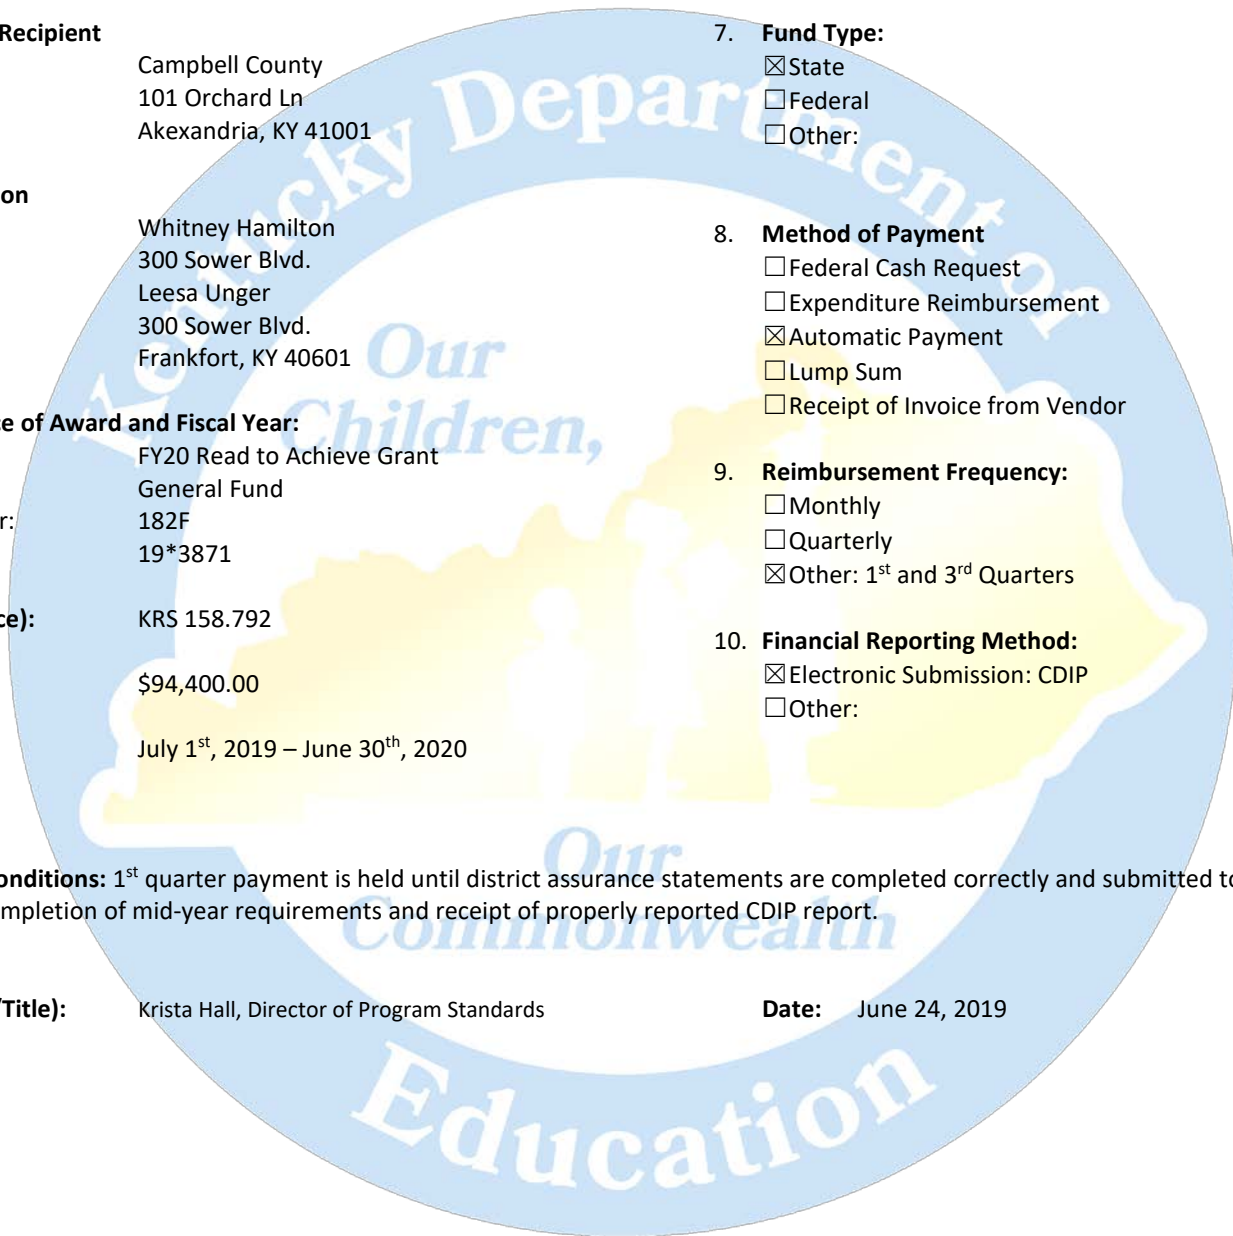 Recipient
Campbell County
101 Orchard Ln
Akexandria, KY 41001
on
Whitney Hamilton
300 Sower Blvd.
Leesa Unger
300 Sower Blvd.
Frankfort, KY 40601
e of Award and Fiscal Year:
FY20 Read to Achieve Grant
General Fund
r: 182F
19*3871
ce): KRS 158.792
$94,400.00
July 1st, 2019 – June 30th, 2020
7. Fund Type:
☒State
☐Federal
☐Other:
8. Method of Payment
☐Federal Cash Request
☐Expenditure Reimbursement
☒Automatic Payment
☐Lump Sum
☐Receipt of Invoice from Vendor
9. Reimbursement Frequency:
☐Monthly
☐Quarterly
☒Other: 1st and 3rd Quarters
10. Financial Reporting Method:
☒Electronic Submission: CDIP
☐Other:
onditions: 1st quarter payment is held until district assurance statements are completed correctly and submitted to
mpletion of mid-year requirements and receipt of properly reported CDIP report.
/Title): Krista Hall, Director of Program Standards Date: June 24, 2019
Kentucky Department of
Education
Our
Children,
Our
Commonwealth